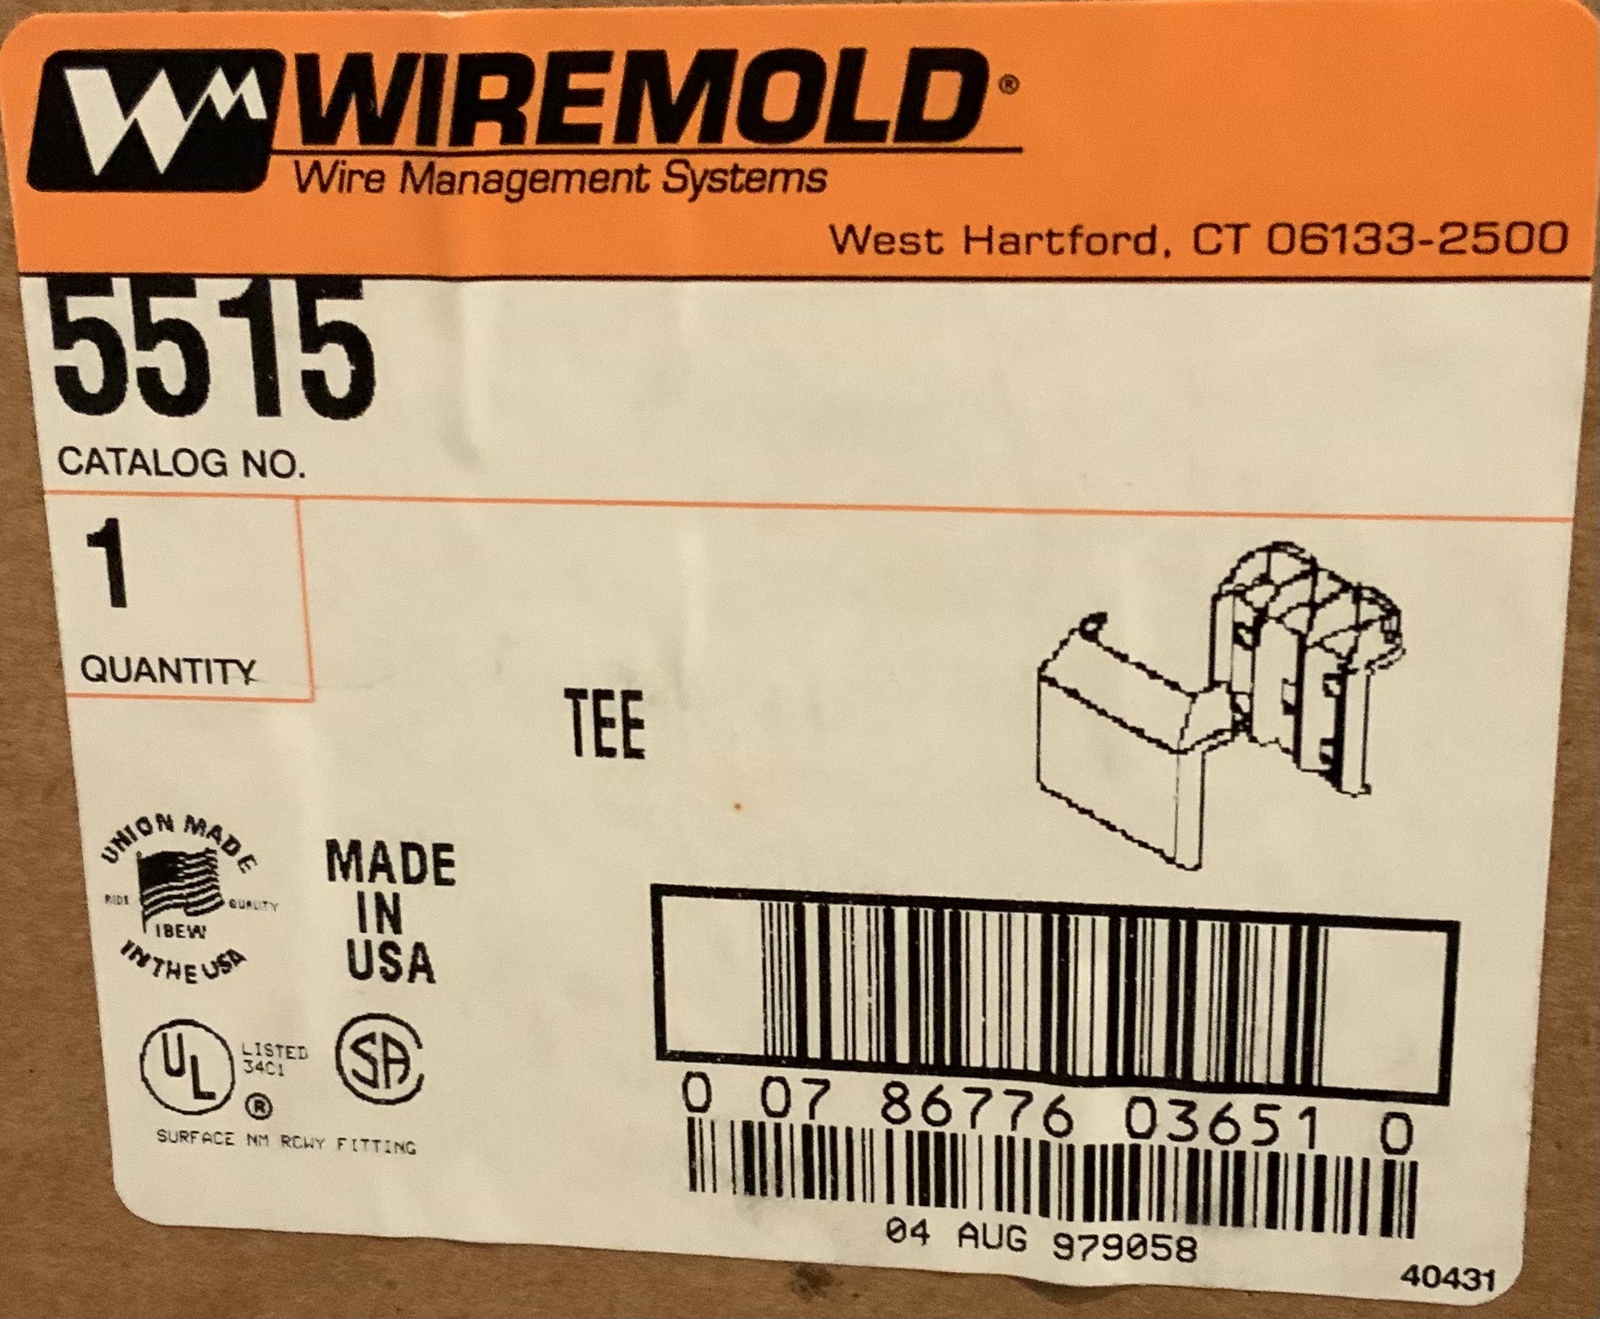 WM WIREMOLD®
Wire Management Systems
West Hartford, CT 06133-2500
5515
CATALOG NO.
1
QUANTITY
TEE
UNION MADE
QUALITY
IBEW
IN THE USA
MADE
IN
USA
UL
LISTED
34C1
®
SA
SURFACE NM RCWY FITTING
0 07 86776 03651 0
04 AUG 979058
40431